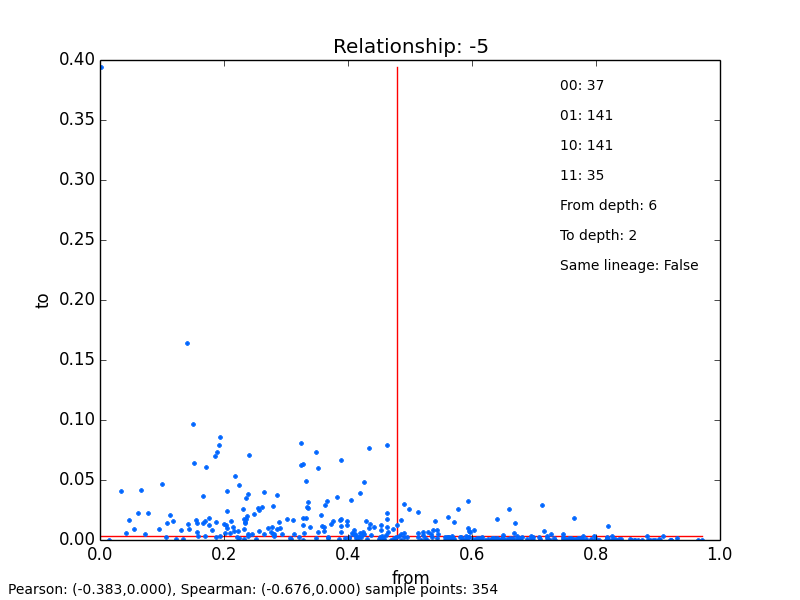 Relationship: -5
0.40
0.35
0.30
0.25
0.20
0.15
0.10
0.05
0.00
to
00: 37
01: 141
10: 141
11: 35
From depth: 6
To depth: 2
Same lineage: False
0.0 0.2 0.4 0.6 0.8 1.0
from
Pearson: (-0.383,0.000), Spearman: (-0.676,0.000) sample points: 354